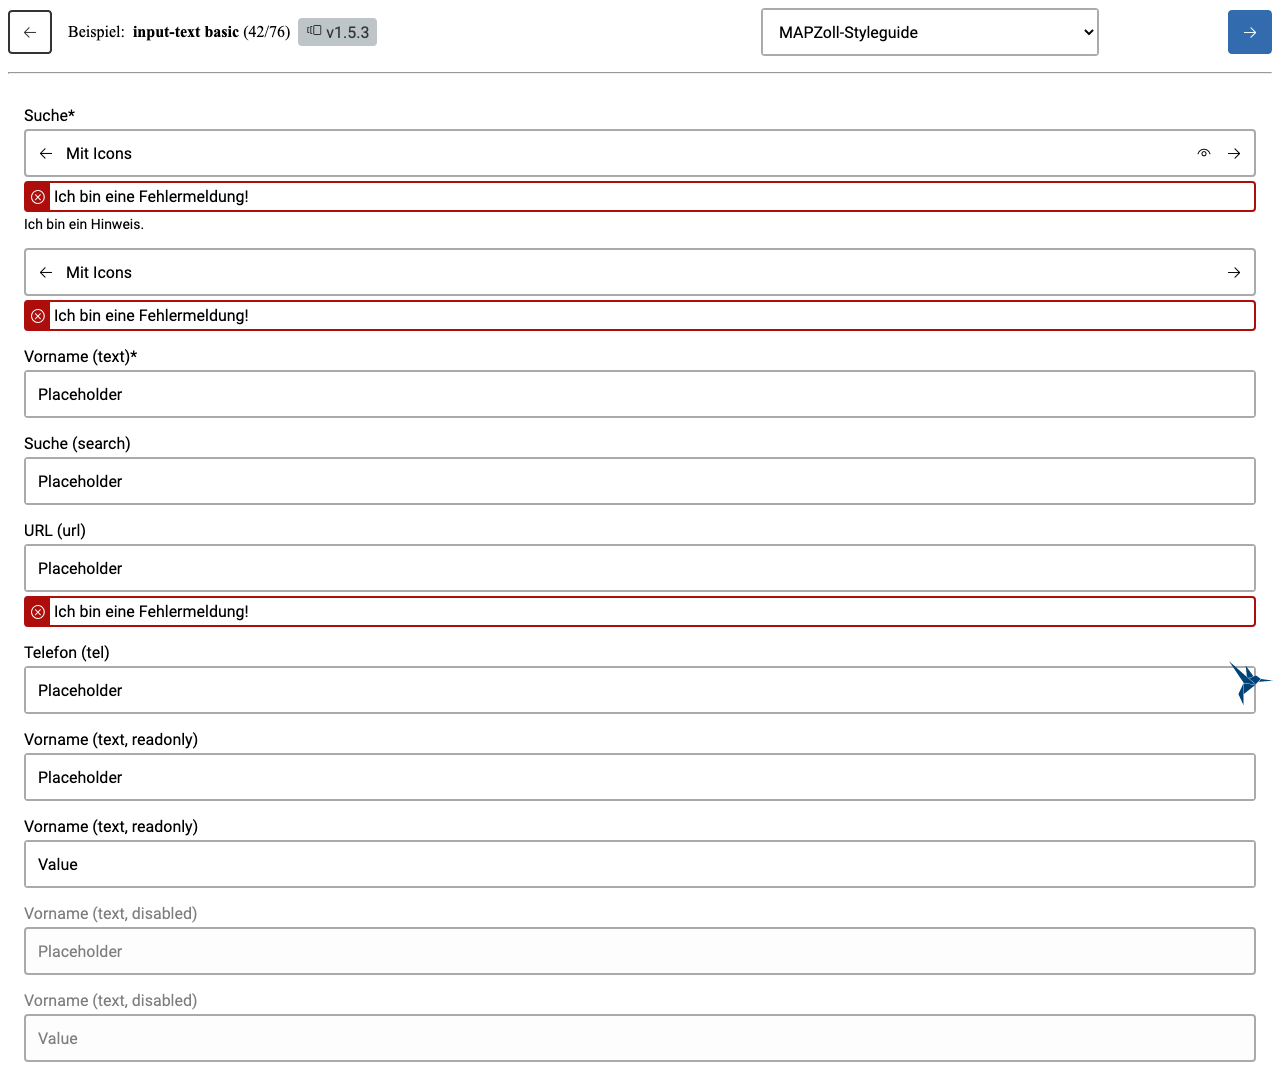 Beispiel: input-text basic (42/76) v1.5.3 MAPZoll-Styleguide
Suche*
Mit Icons
Ich bin eine Fehlermeldung!
Ich bin ein Hinweis.
Mit Icons
Ich bin eine Fehlermeldung!
Vorname (text)*
Placeholder
Suche (search)
Placeholder
URL (url)
Placeholder
Ich bin eine Fehlermeldung!
Telefon (tel)
Placeholder
Vorname (text, readonly)
Placeholder
Vorname (text, readonly)
Value
Vorname (text, disabled)
Placeholder
Vorname (text, disabled)
Value